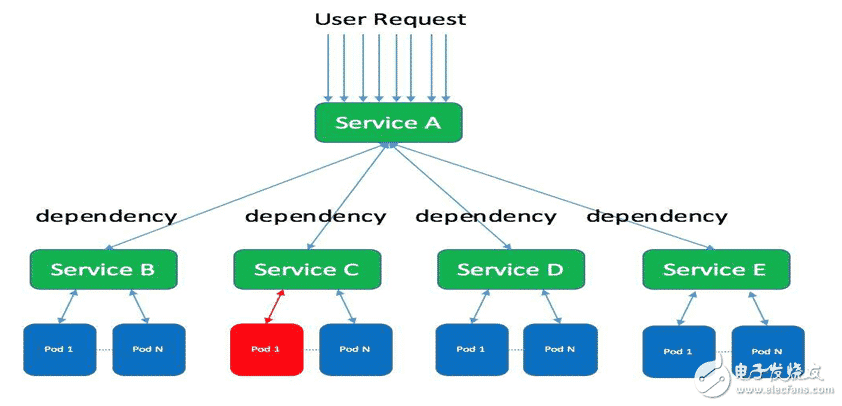 User Request
Service A
dependency
dependency
dependency
dependency
Service B
Service C
Service D
Service E
Pod 1
Pod N
Pod 1
Pod N
Pod 1
Pod N
Pod 1
Pod N
电子发烧友
www.elecfans.com